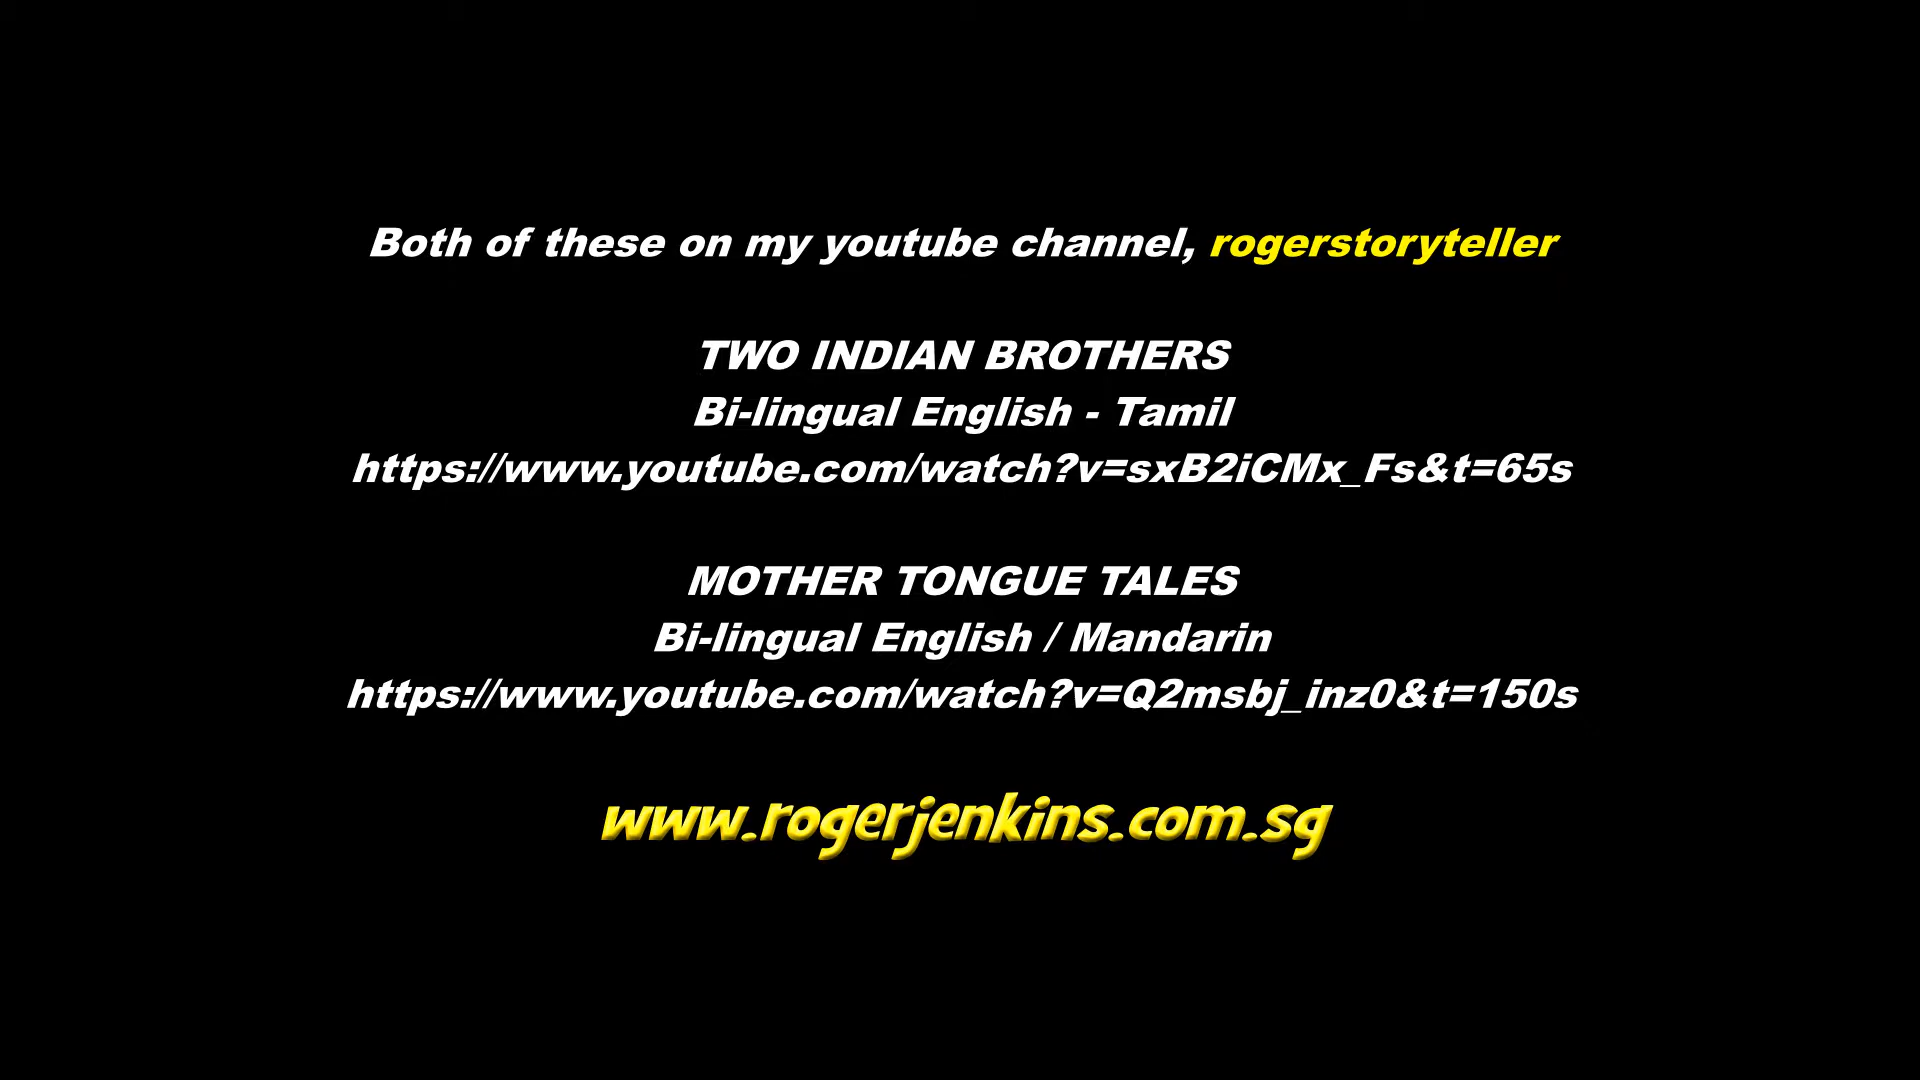 Both of these on my youtube channel, rogerstoryteller
TWO INDIAN BROTHERS
Bi-lingual English - Tamil
https://www.youtube.com/watch?v=sxB2iCMx_Fs&t=65s
MOTHER TONGUE TALES
Bi-lingual English / Mandarin
https://www.youtube.com/watch?v=Q2msbj_inz0&t=150s
www.rogerjenkins.com.sg